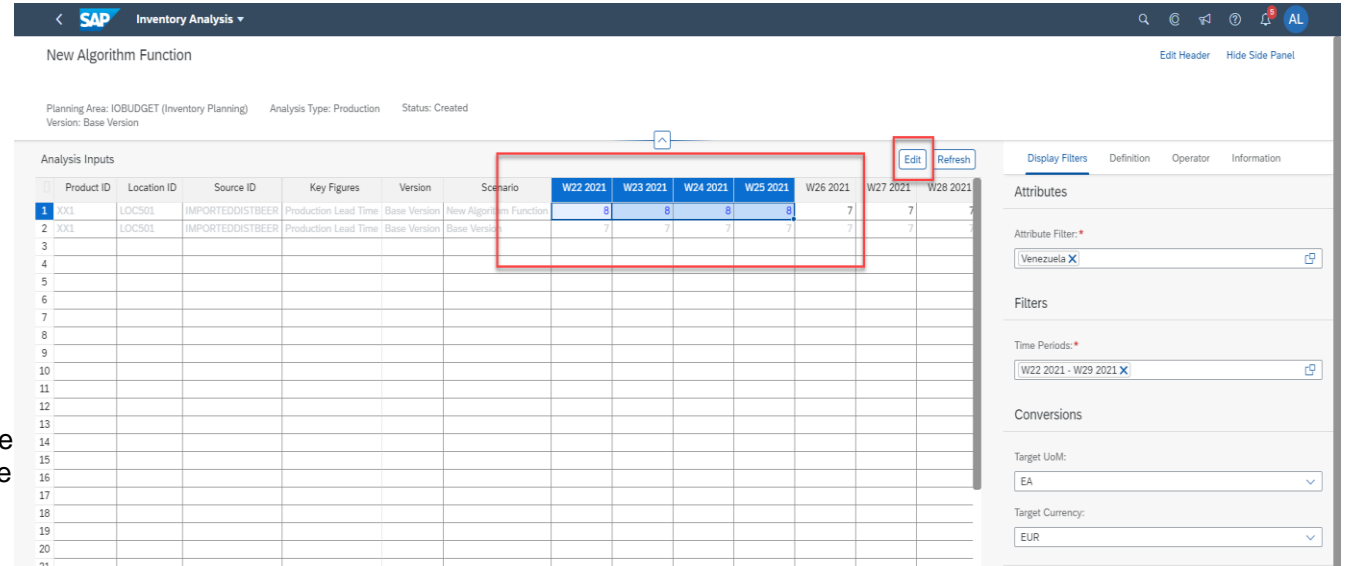 SAP Inventory Analysis
5 AL
New Algorithm Function
Edit Header Hide Side Panel
Planning Area: IOBUDGET (Inventory Planning) Analysis Type: Production Status: Created
Version: Base Version
Analysis Inputs
Edit Refresh
Display Filters Definition Operator Information
Product ID Location ID Source ID Key Figures Version Scenario W22 2021 W23 2021 W24 2021 W25 2021 W26 2021 W27 2021 W28 2021
1 XX1 LOC501 IMPORTEDDISTBEER Production Lead Time Base Version New Algorithm Function 8 8 8 8 7 7 7
2 XX1 LOC501 IMPORTEDDISTBEER Production Lead Time Base Version Base Version 7 7 7 7 7 7 7
3
4
5
6
7
8
9
10
11
12
13
14
15
16
17
18
19
20
21
Attributes
Attribute Filter:*
Venezuela
Filters
Time Periods:*
W22 2021 - W29 2021
Conversions
Target UoM:
EA
Target Currency:
EUR
e
e